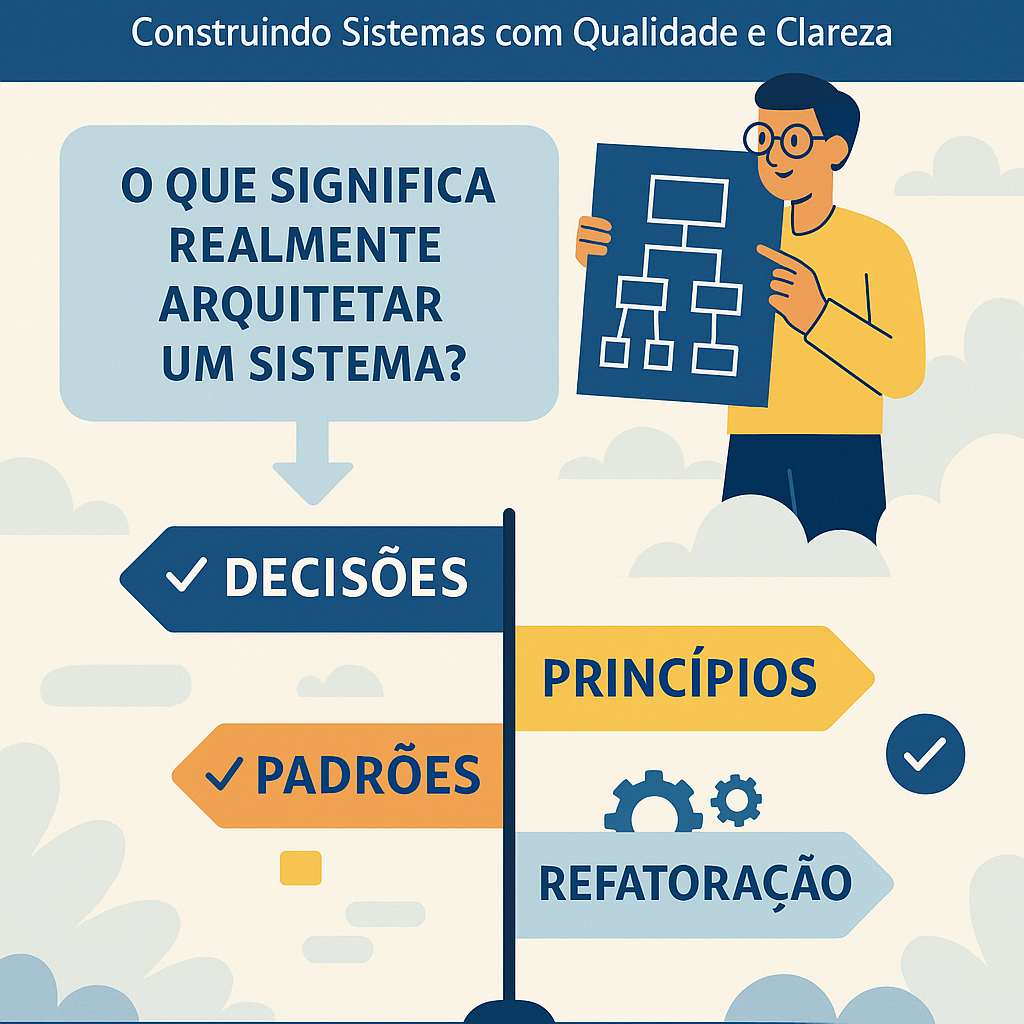 Construindo Sistemas com Qualidade e Clareza
O QUE SIGNIFICA
REALMENTE
ARQUITETAR
UM SISTEMA?
DECISÕES
PRINCÍPIOS
PADRÕES
REFATORAÇÃO